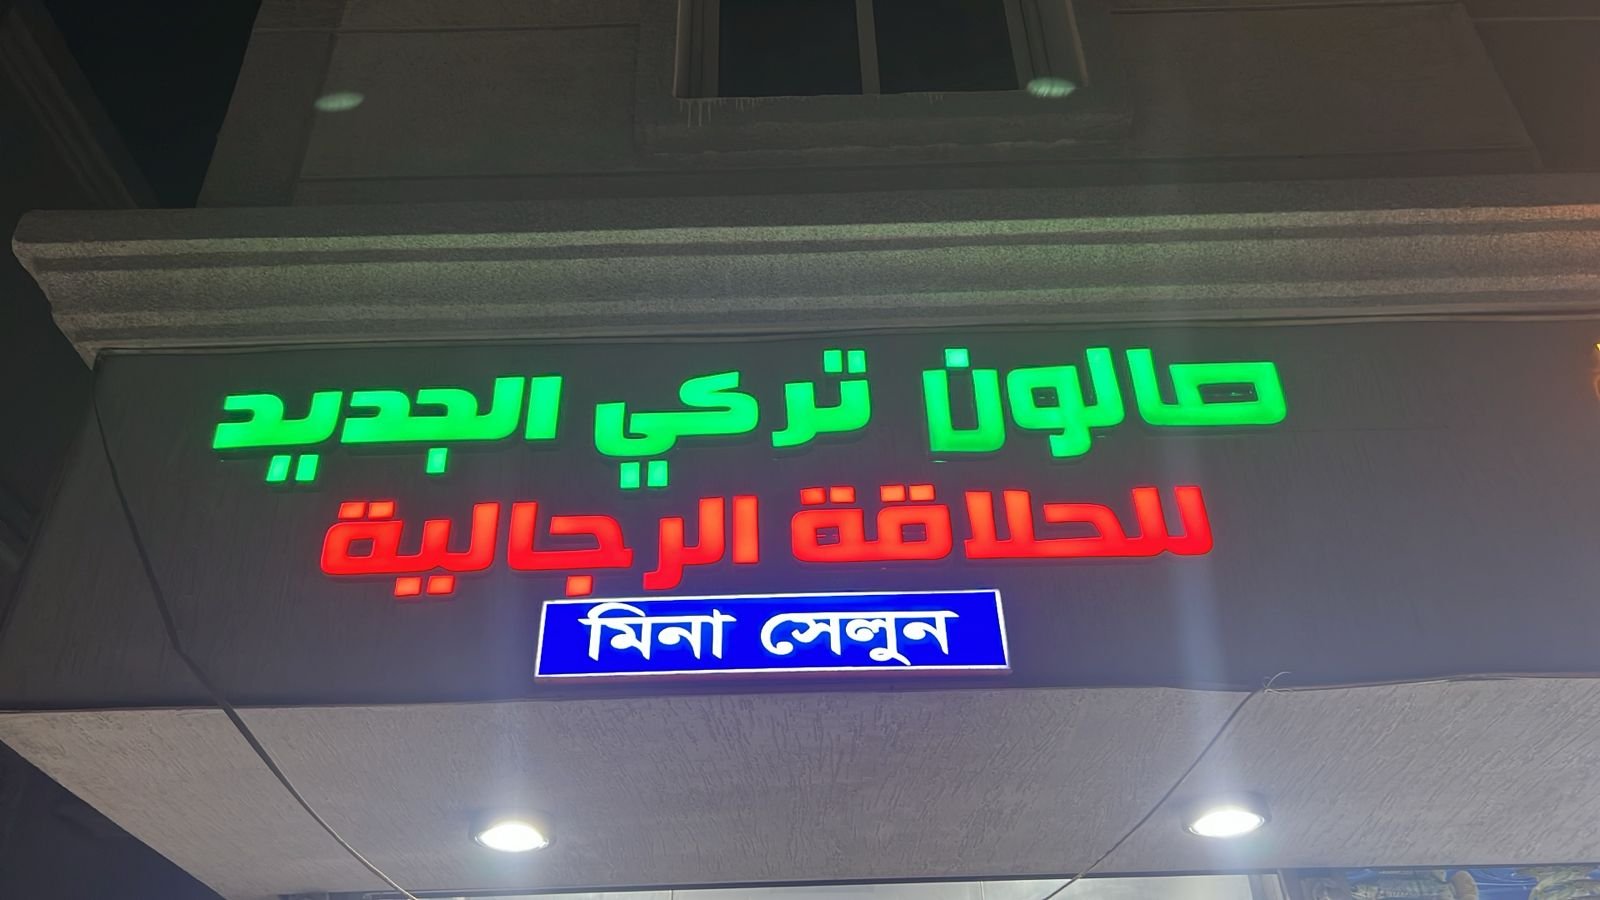 صالون تركي الجديد
للحلاقة الرجالية
মিনা সেলুন